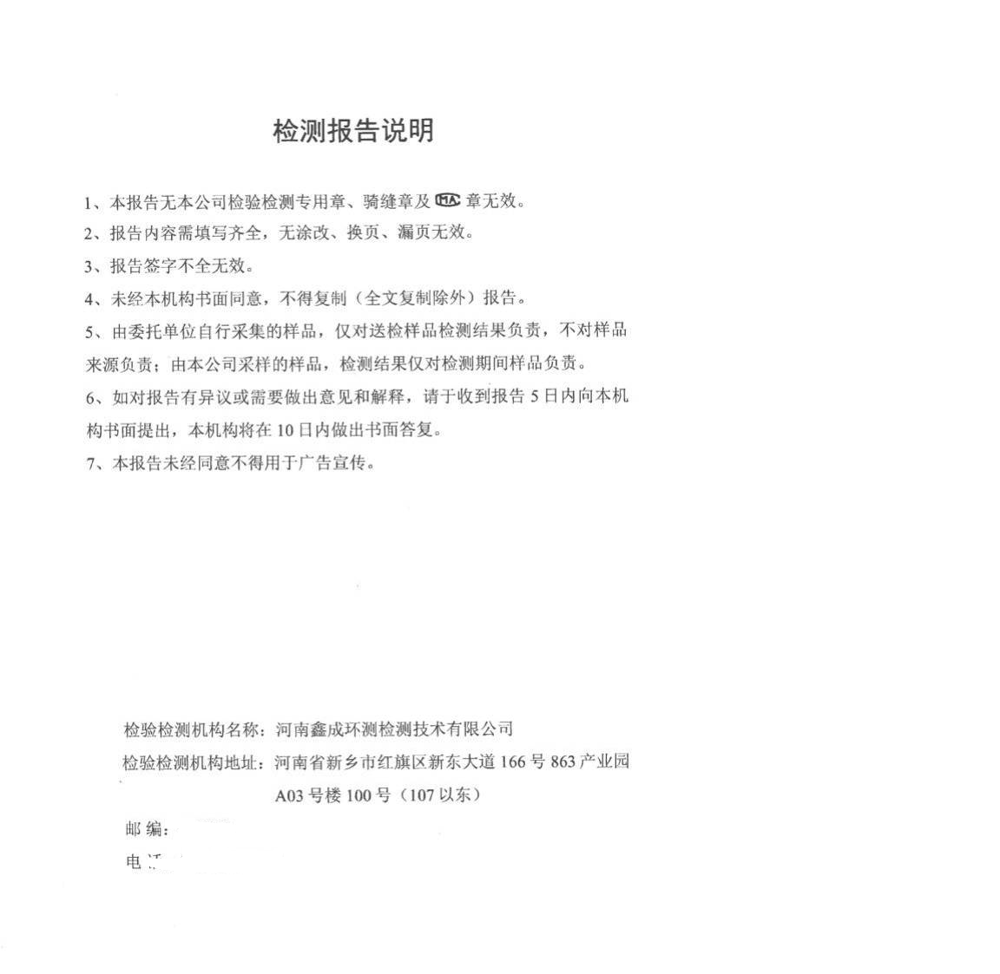 检测报告说明
1、本报告无本公司检验检测专用章、骑缝章及 MA 章无效。
2、报告内容需填写齐全，无涂改、换页、漏页无效。
3、报告签字不全无效。
4、未经本机构书面同意，不得复制（全文复制除外）报告。
5、由委托单位自行采集的样品，仅对送检样品检测结果负责，不对样品
来源负责；由本公司采样的样品，检测结果仅对检测期间样品负责。
6、如对报告有异议或需要做出意见和解释，请于收到报告 5 日内向本机
构书面提出，本机构将在 10 日内做出书面答复。
7、本报告未经同意不得用于广告宣传。
检验检测机构名称：河南鑫成环测检测技术有限公司
检验检测机构地址：河南省新乡市红旗区新东大道 166 号 863 产业园
A03 号楼 100 号（107 以东）
邮 编：
电